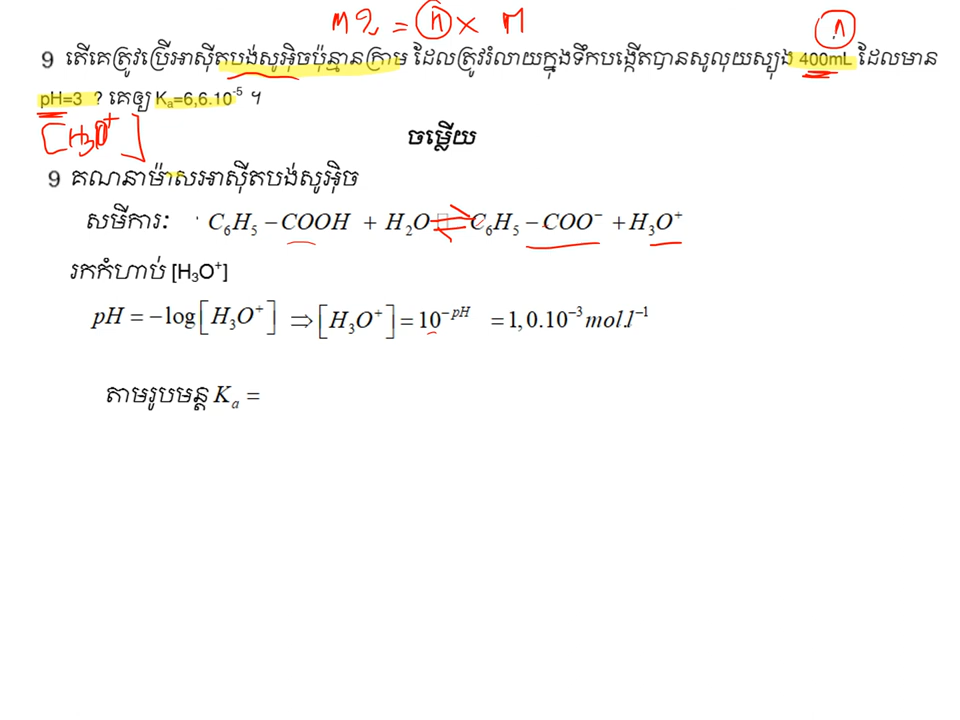 m = n × M
n
9 តើគេត្រូវប្រើអាស៊ីតបង់សូអ៊ិចប៉ុន្មានក្រាម ដែលត្រូវរំលាយក្នុងទឹកបង្កើតបានសូលុយស្យុង 400mL ដែលមាន
pH=3 ? គេឲ្យ Kₐ=6,6.10⁻⁵ ។
[H₃O⁺]
ចម្លើយ
9 គណនាម៉ាសអាស៊ីតបង់សូអ៊ិច
សមីការ: C₆H₅ – COOH + H₂O ⇌ C₆H₅ – COO⁻ + H₃O⁺
រកកំហាប់ [H₃O⁺]
pH = –log[H₃O⁺] ⇒ [H₃O⁺] = 10⁻ᵖᴴ = 1,0.10⁻³ mol.l⁻¹
តាមរូបមន្ត Kₐ =